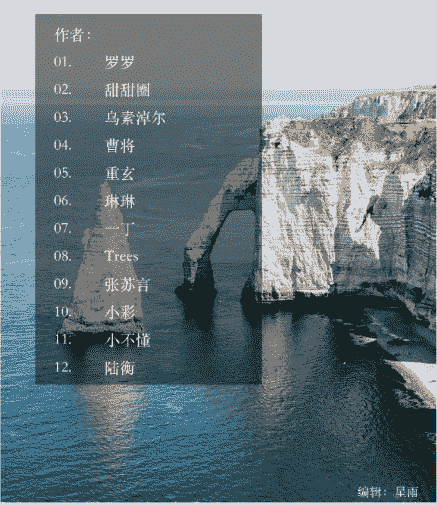 作者：
01. 罗罗
02. 甜甜圈
03. 乌素淖尔
04. 曹将
05. 重玄
06. 琳琳
07. 一丁
08. Trees
09. 张苏言
10. 小彩
11. 小不懂
12. 陆衡
编辑：星雨